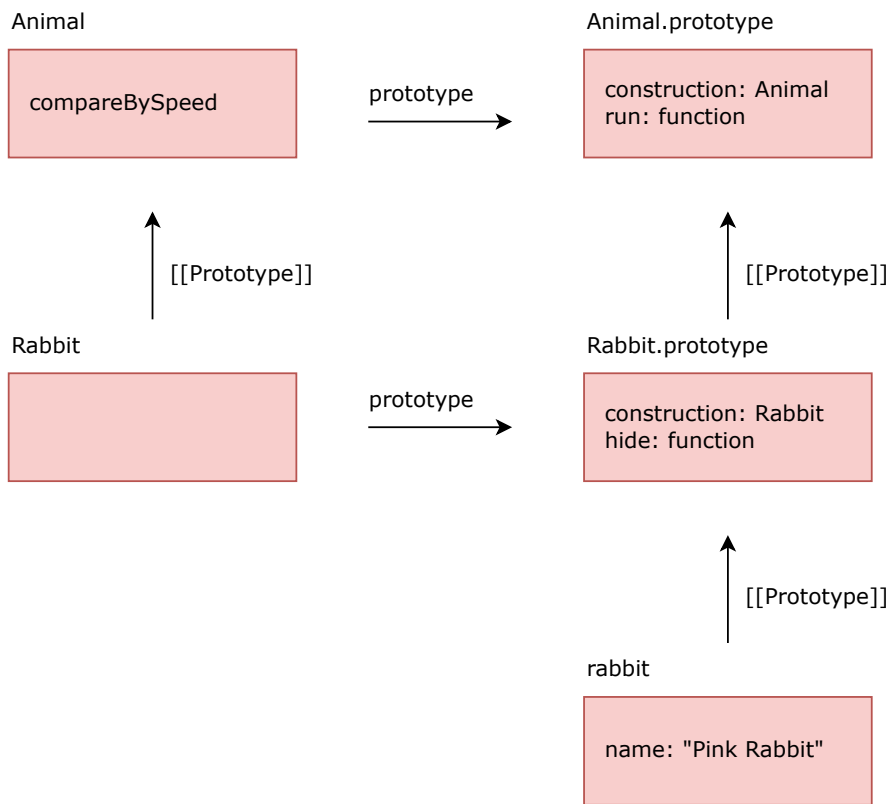 Animal
Animal.prototype
compareBySpeed
prototype
construction: Animal
run: function
[[Prototype]]
[[Prototype]]
Rabbit
Rabbit.prototype
prototype
construction: Rabbit
hide: function
[[Prototype]]
rabbit
name: "Pink Rabbit"